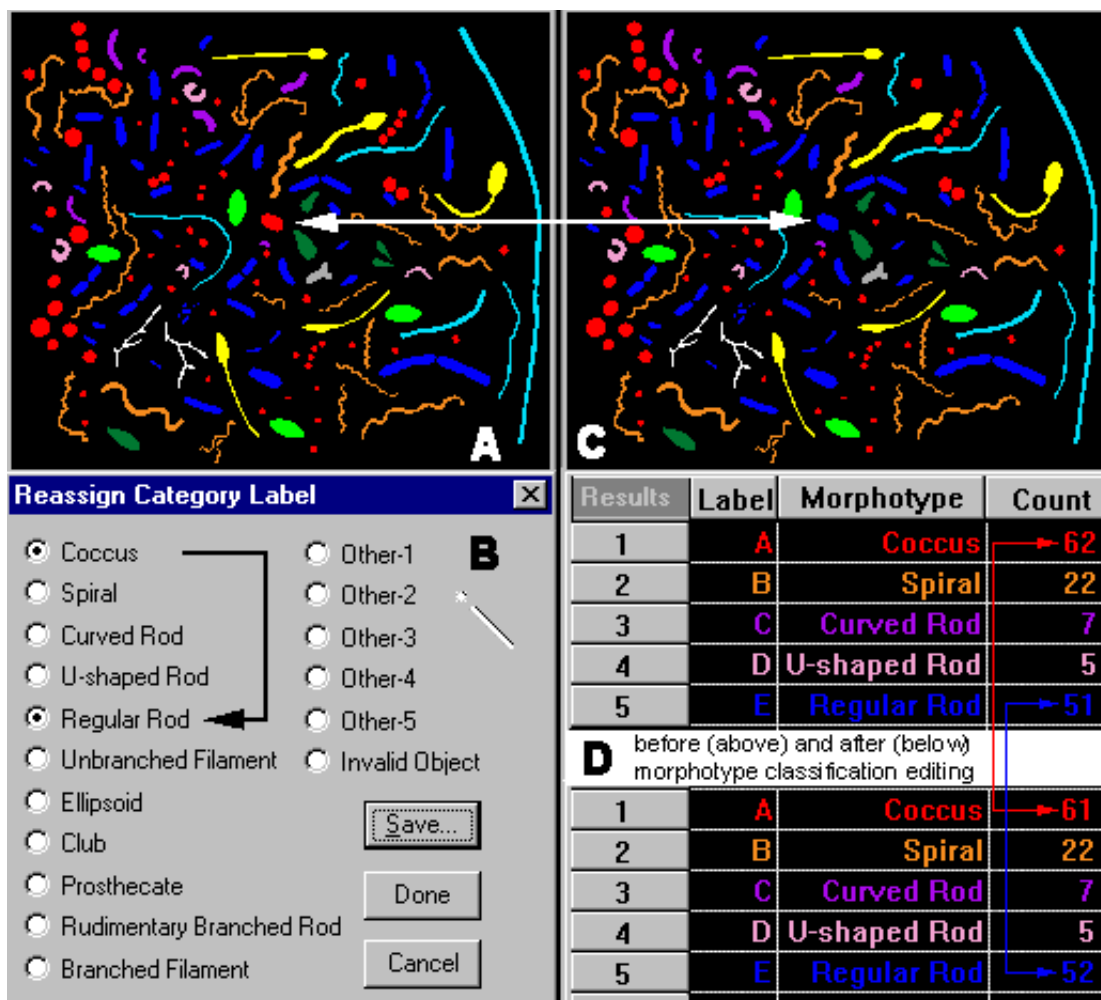 A
C
Reassign Category Label
Coccus
Spiral
Curved Rod
U-shaped Rod
Regular Rod
Unbranched Filament
Ellipsoid
Club
Prosthecate
Rudimentary Branched Rod
Branched Filament
Other-1
Other-2
Other-3
Other-4
Other-5
Invalid Object
B
Save...
Done
Cancel
Results Label Morphotype Count
1 A Coccus 62
2 B Spiral 22
3 C Curved Rod 7
4 D U-shaped Rod 5
5 E Regular Rod 51
D before (above) and after (below)
morphotype classification editing
1 A Coccus 61
2 B Spiral 22
3 C Curved Rod 7
4 D U-shaped Rod 5
5 E Regular Rod 52